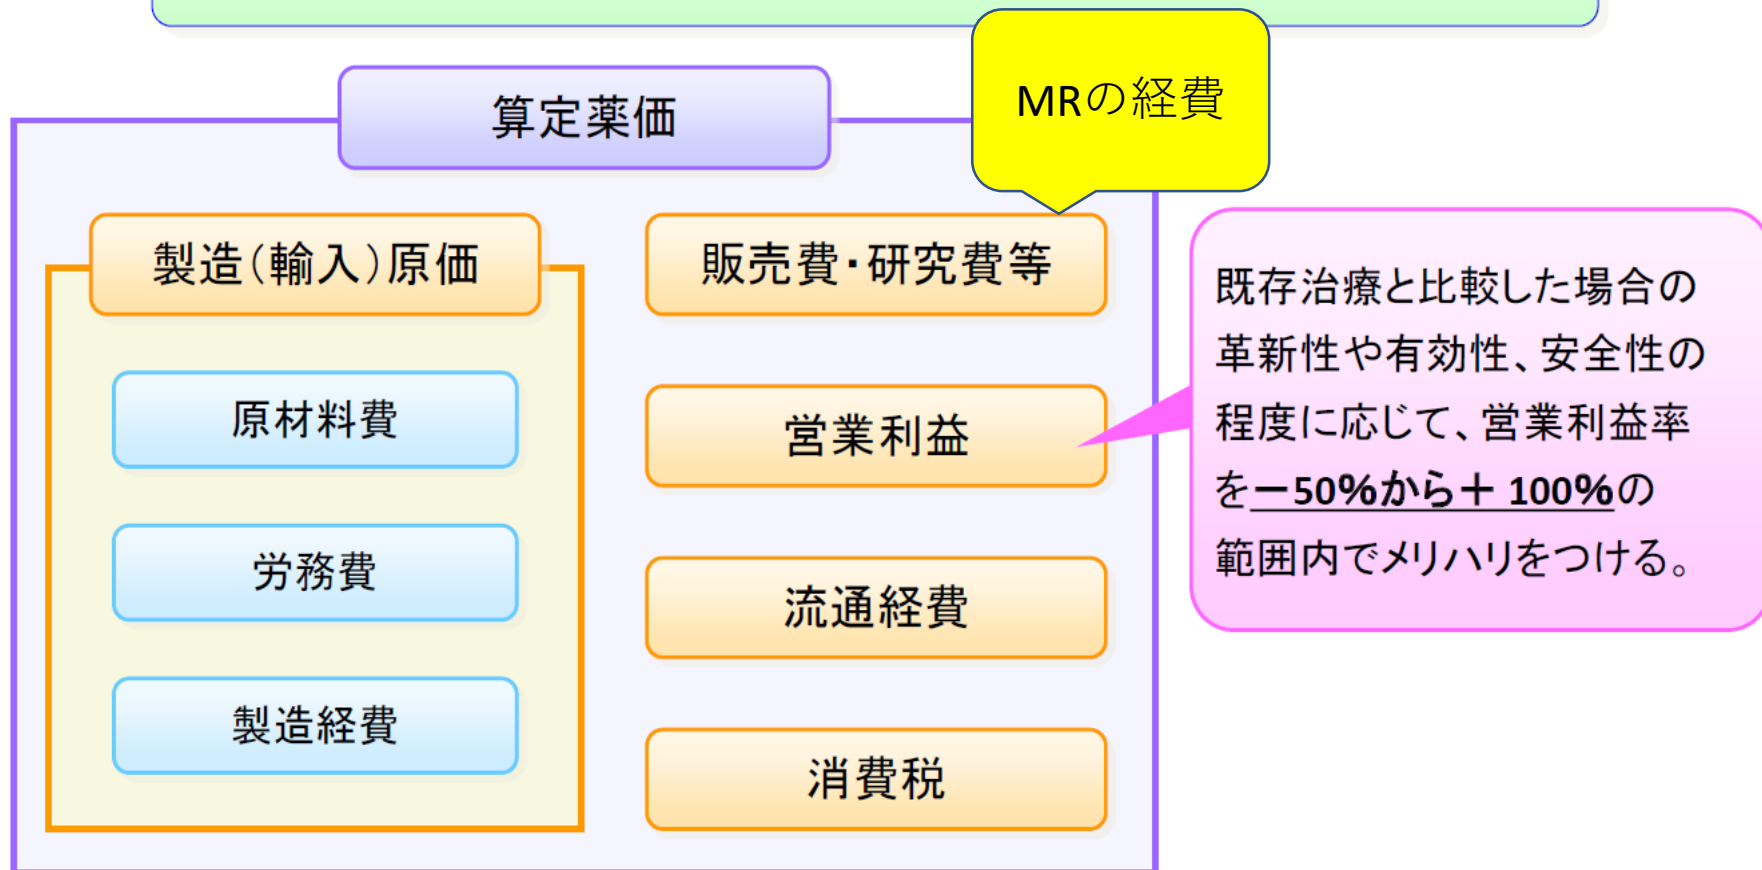 MRの経費
算定薬価
製造(輸入)原価
原材料費
労務費
製造経費
販売費・研究費等
営業利益
流通経費
消費税
既存治療と比較した場合の
革新性や有効性、安全性の
程度に応じて、営業利益率
を－50%から＋100%の
範囲内でメリハリをつける。